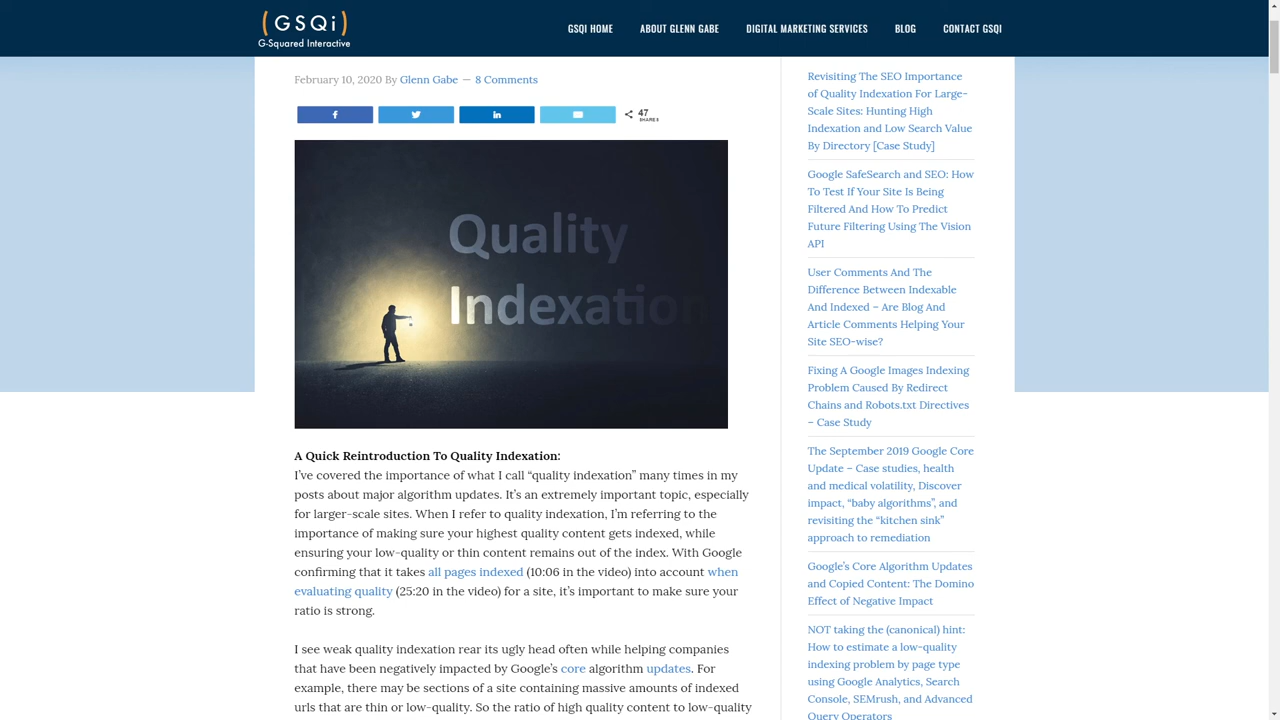 (GSQi)
G-Squared Interactive
GSQI HOME
ABOUT GLENN GABE
DIGITAL MARKETING SERVICES
BLOG
CONTACT GSQI
February 10, 2020 By Glenn Gabe — 8 Comments
47
SHARES
Quality
Indexation
A Quick Reintroduction To Quality Indexation:
I’ve covered the importance of what I call “quality indexation” many times in my
posts about major algorithm updates. It’s an extremely important topic, especially
for larger-scale sites. When I refer to quality indexation, I’m referring to the
importance of making sure your highest quality content gets indexed, while
ensuring your low-quality or thin content remains out of the index. With Google
confirming that it takes all pages indexed (10:06 in the video) into account when
evaluating quality (25:20 in the video) for a site, it’s important to make sure your
ratio is strong.
I see weak quality indexation rear its ugly head often while helping companies
that have been negatively impacted by Google’s core algorithm updates. For
example, there may be sections of a site containing massive amounts of indexed
urls that are thin or low-quality. So the ratio of high quality content to low-quality
Revisiting The SEO Importance
of Quality Indexation For Large-
Scale Sites: Hunting High
Indexation and Low Search Value
By Directory [Case Study]
Google SafeSearch and SEO: How
To Test If Your Site Is Being
Filtered And How To Predict
Future Filtering Using The Vision
API
User Comments And The
Difference Between Indexable
And Indexed – Are Blog And
Article Comments Helping Your
Site SEO-wise?
Fixing A Google Images Indexing
Problem Caused By Redirect
Chains and Robots.txt Directives
– Case Study
The September 2019 Google Core
Update – Case studies, health
and medical volatility, Discover
impact, “baby algorithms”, and
revisiting the “kitchen sink”
approach to remediation
Google’s Core Algorithm Updates
and Copied Content: The Domino
Effect of Negative Impact
NOT taking the (canonical) hint:
How to estimate a low-quality
indexing problem by page type
using Google Analytics, Search
Console, SEMrush, and Advanced
Query Operators